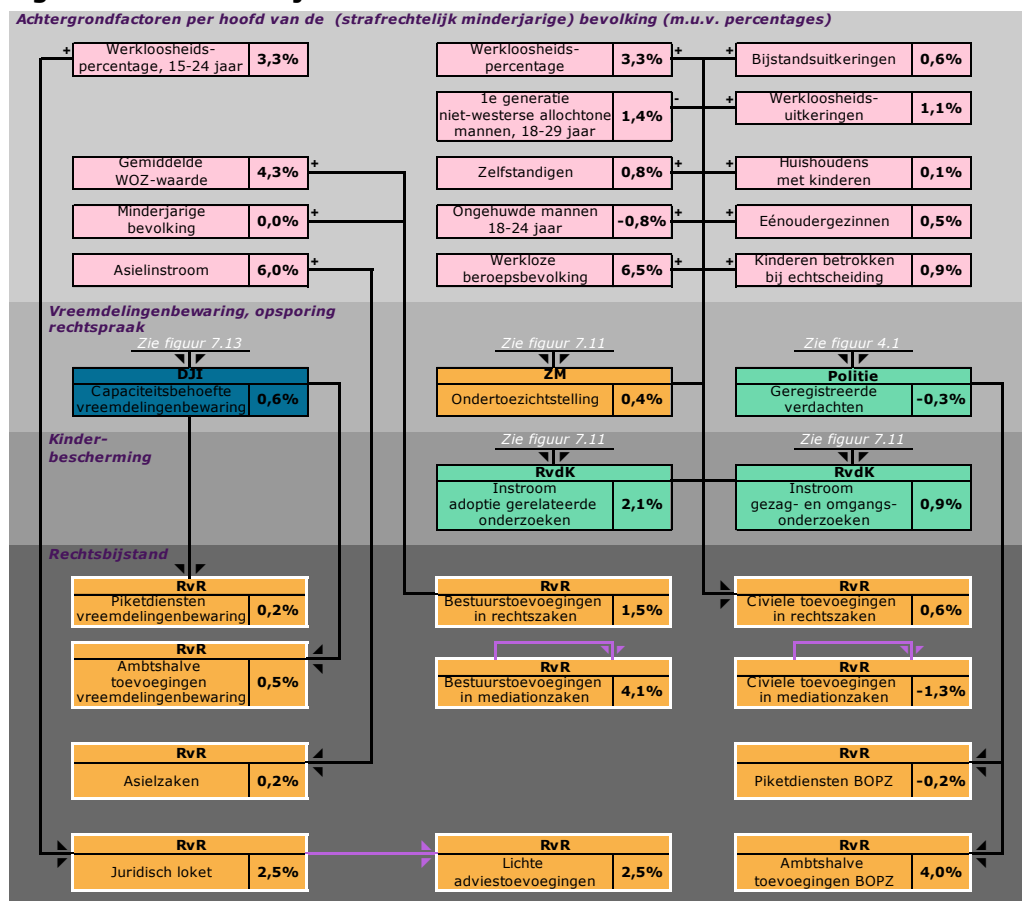 Achtergrondfactoren per hoofd van de (strafrechtelijk minderjarige) bevolking (m.u.v. percentages)
+ Werkloosheids-
percentage, 15-24 jaar 3,3%
Werkloosheids-
percentage 3,3% +
+ Bijstandsuitkeringen 0,6%
1e generatie
niet-westerse allochtone
mannen, 18-29 jaar 1,4% -
+ Werkloosheids-
uitkeringen 1,1%
Gemiddelde
WOZ-waarde 4,3% +
Zelfstandigen 0,8% +
+ Huishoudens
met kinderen 0,1%
Minderjarige
bevolking 0,0% +
Ongehuwde mannen
18-24 jaar -0,8% +
+ Eénoudergezinnen 0,5%
Asielinstroom 6,0% +
Werkloze
beroepsbevolking 6,5% +
+ Kinderen betrokken
bij echtscheiding 0,9%
Vreemdelingenbewaring, opsporing
rechtspraak
Zie figuur 7.13
DJI
Capaciteitsbehoefte
vreemdelingenbewaring 0,6%
Zie figuur 7.11
ZM
Ondertoezichtstelling 0,4%
Zie figuur 4.1
Politie
Geregistreerde
verdachten -0,3%
Kinder-
bescherming
Zie figuur 7.11
RvdK
Instroom
adoptie gerelateerde
onderzoeken 2,1%
Zie figuur 7.11
RvdK
Instroom
gezag- en omgangs-
onderzoeken 0,9%
Rechtsbijstand
RvR
Piketdiensten
vreemdelingenbewaring 0,2%
RvR
Bestuurstoevoegingen
in rechtszaken 1,5%
RvR
Civiele toevoegingen
in rechtszaken 0,6%
RvR
Ambtshalve
toevoegingen
vreemdelingenbewaring 0,5%
RvR
Bestuurstoevoegingen
in mediationzaken 4,1%
RvR
Civiele toevoegingen
in mediationzaken -1,3%
RvR
Asielzaken 0,2%
RvR
Piketdiensten BOPZ -0,2%
RvR
Juridisch loket 2,5%
RvR
Lichte
adviestoevoegingen 2,5%
RvR
Ambtshalve
toevoegingen BOPZ 4,0%